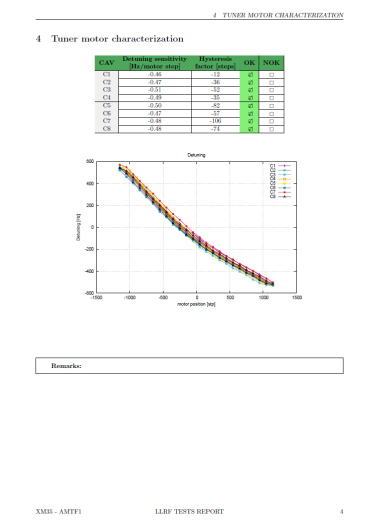 4 TUNER MOTOR CHARACTERIZATION
4 Tuner motor characterization
CAV Detuning sensitivity [Hz/motor step] Hysteresis factor [steps] OK NOK
C1 -0.46 -12 ☑ □
C2 -0.47 -36 ☑ □
C3 -0.51 -52 ☑ □
C4 -0.49 -35 ☑ □
C5 -0.50 -82 ☑ □
C6 -0.47 -57 ☑ □
C7 -0.48 -106 ☑ □
C8 -0.48 -74 ☑ □
Detuning
C1
C2
C3
C4
C5
C6
C7
C8
Detuning [Hz]
600
400
200
0
-200
-400
-600
-1500 -1000 -500 0 500 1000 1500
motor position [stp]
Remarks:
XM35 - AMTF1 LLRF TESTS REPORT 4